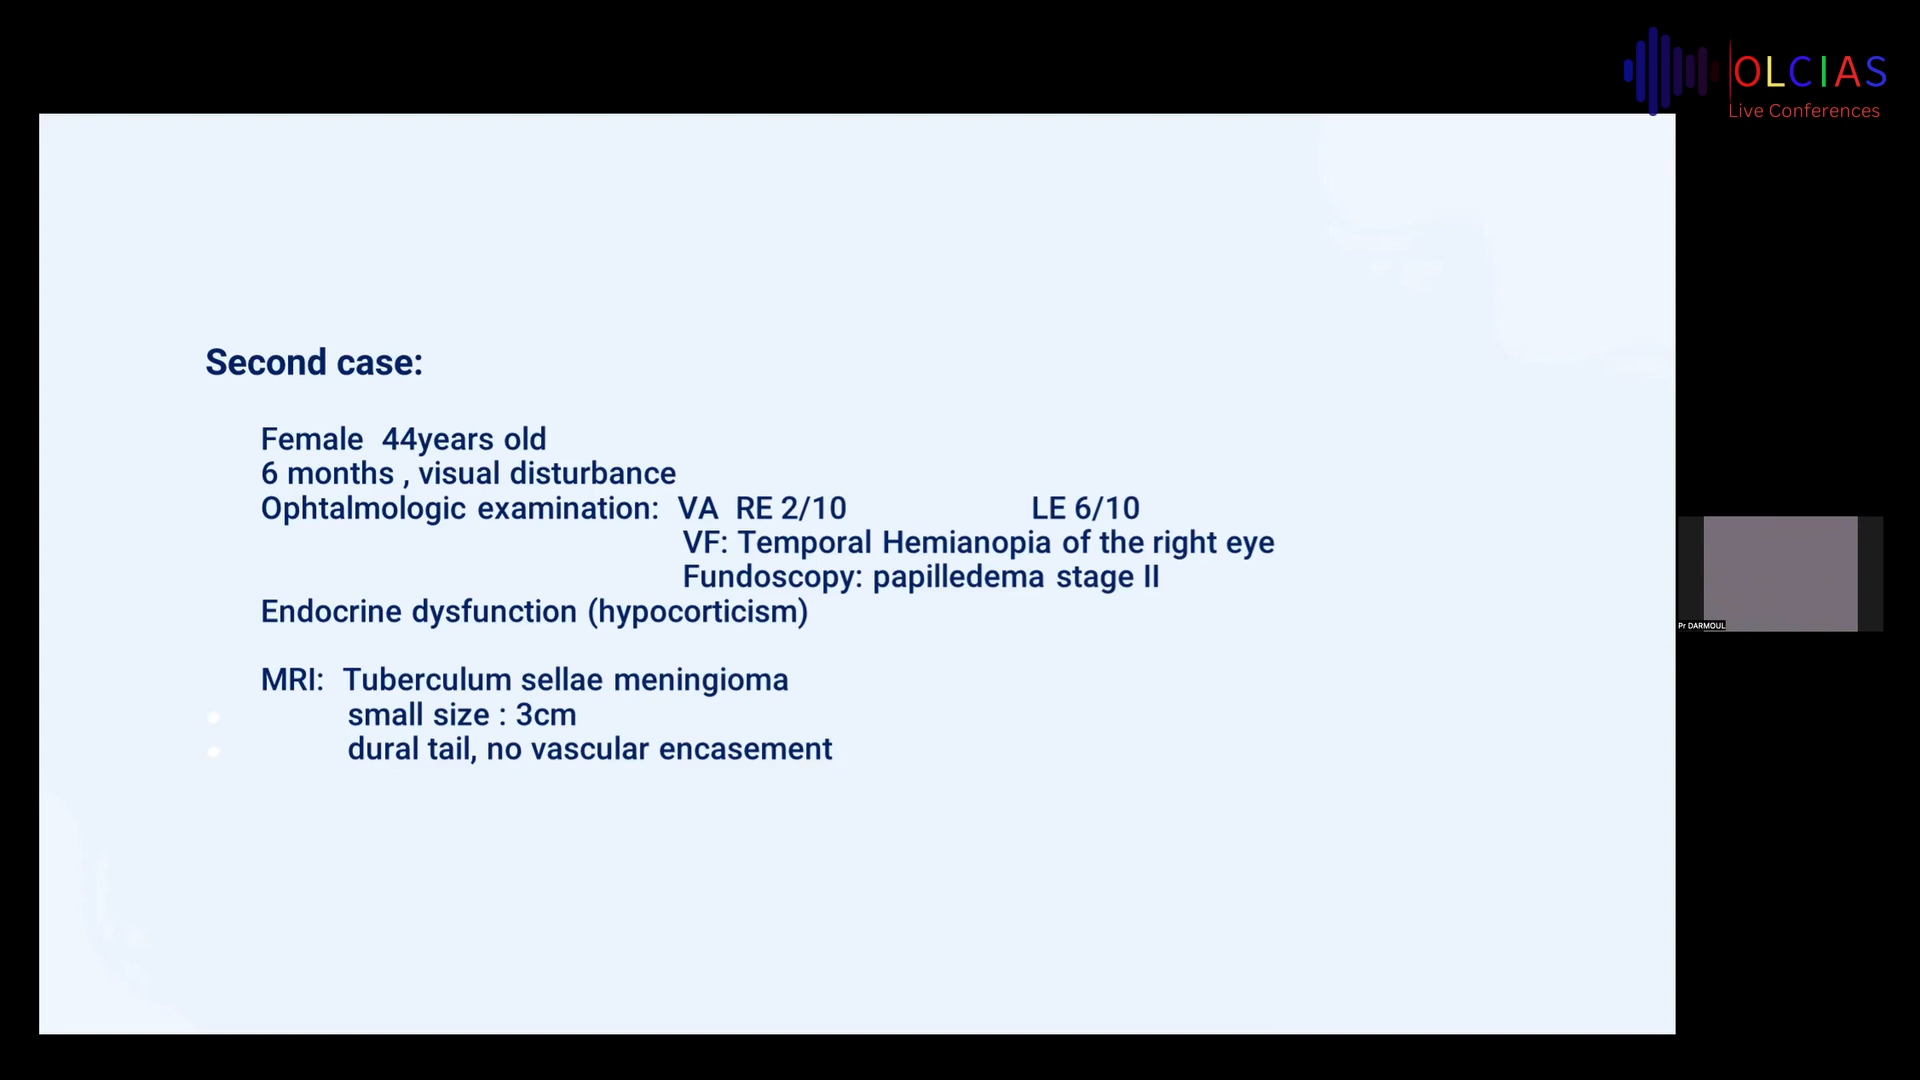 OLCIAS
Live Conferences
Second case:
Female 44years old
6 months , visual disturbance
Ophtalmologic examination: VA RE 2/10 LE 6/10
VF: Temporal Hemianopia of the right eye
Fundoscopy: papilledema stage II
Endocrine dysfunction (hypocorticism)
Pr DARMOUL
MRI: Tuberculum sellae meningioma
small size : 3cm
dural tail, no vascular encasement